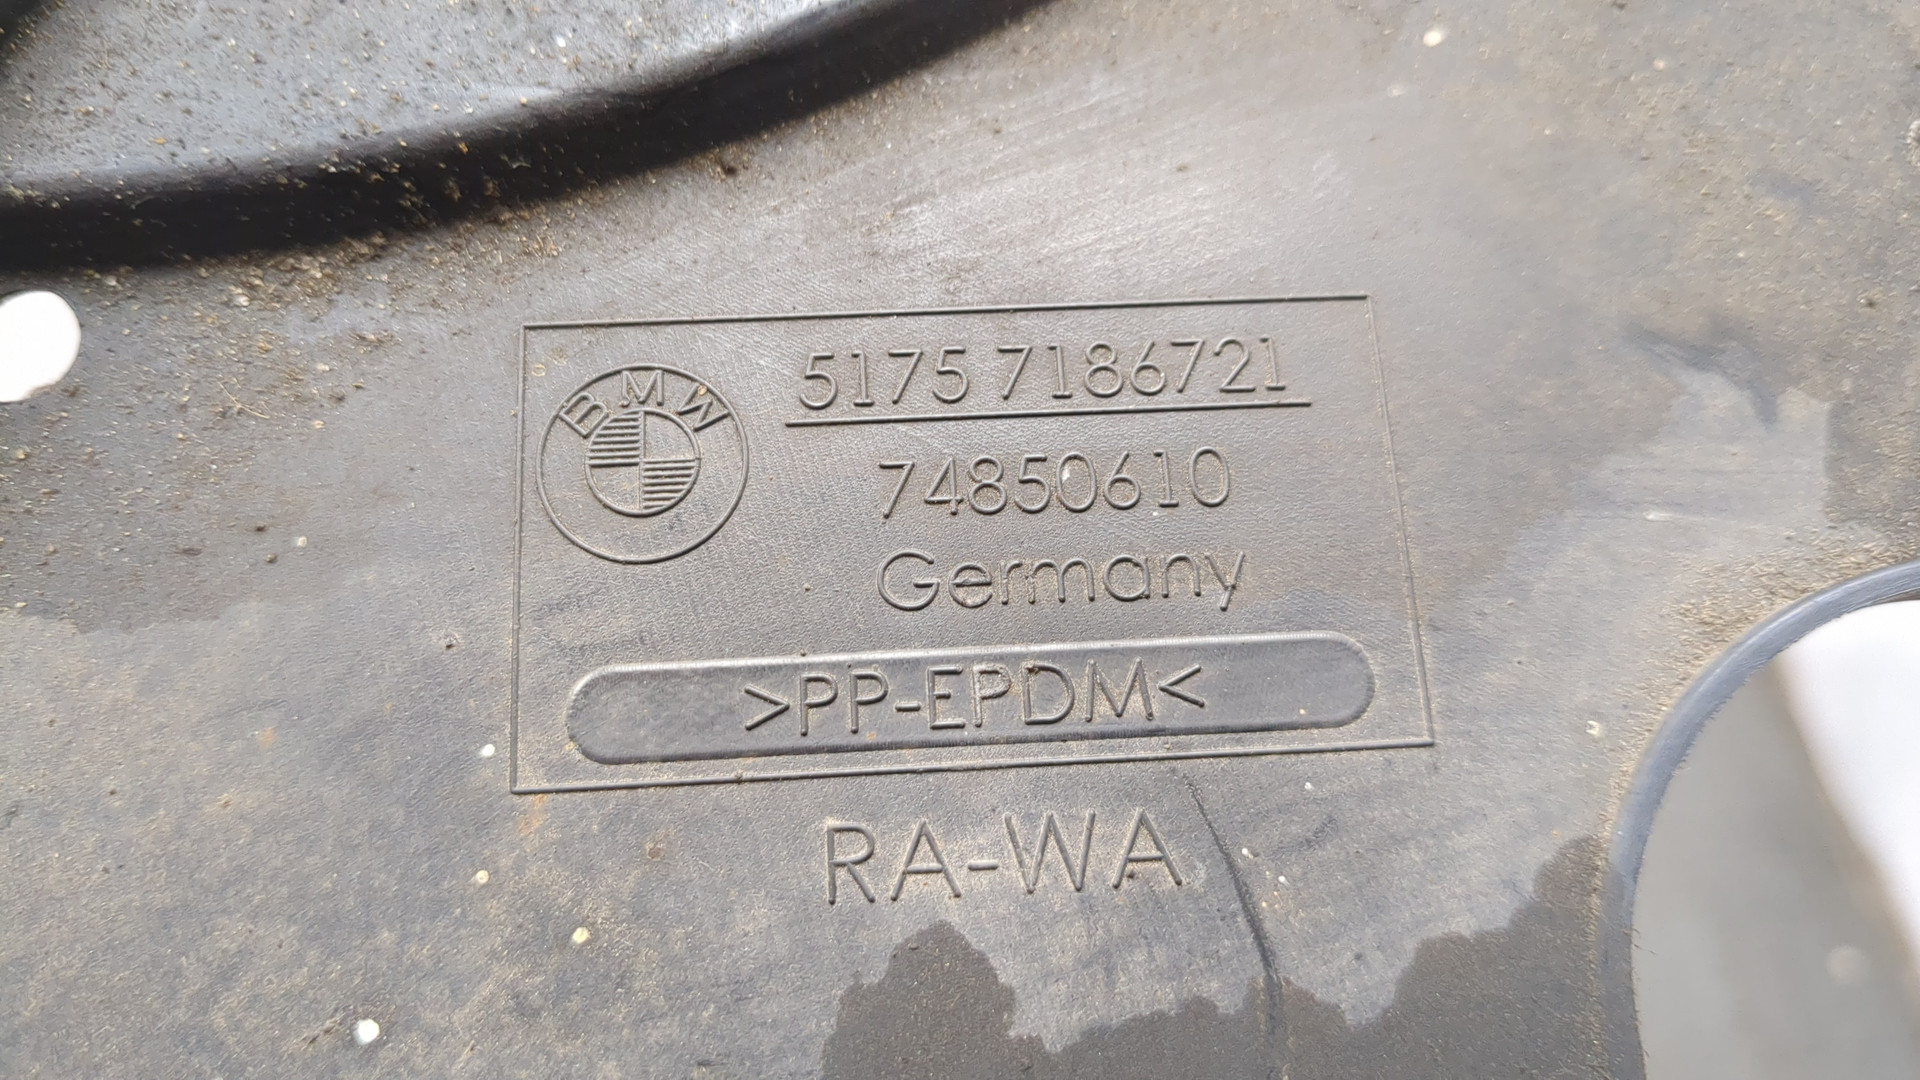 BMW
5175 7186721
74850610
Germany
>PP-EPDM<
RA-WA